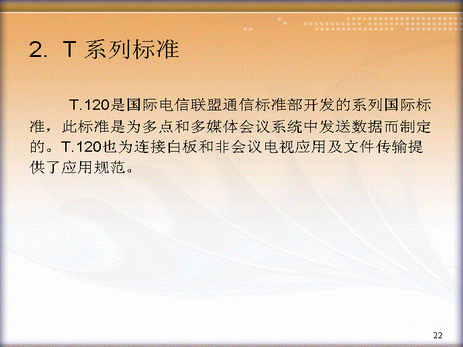 2. T 系列标准
T.120是国际电信联盟通信标准部开发的系列国际标
准，此标准是为多点和多媒体会议系统中发送数据而制定
的。T.120也为连接白板和非会议电视应用及文件传输提
供了应用规范。
22